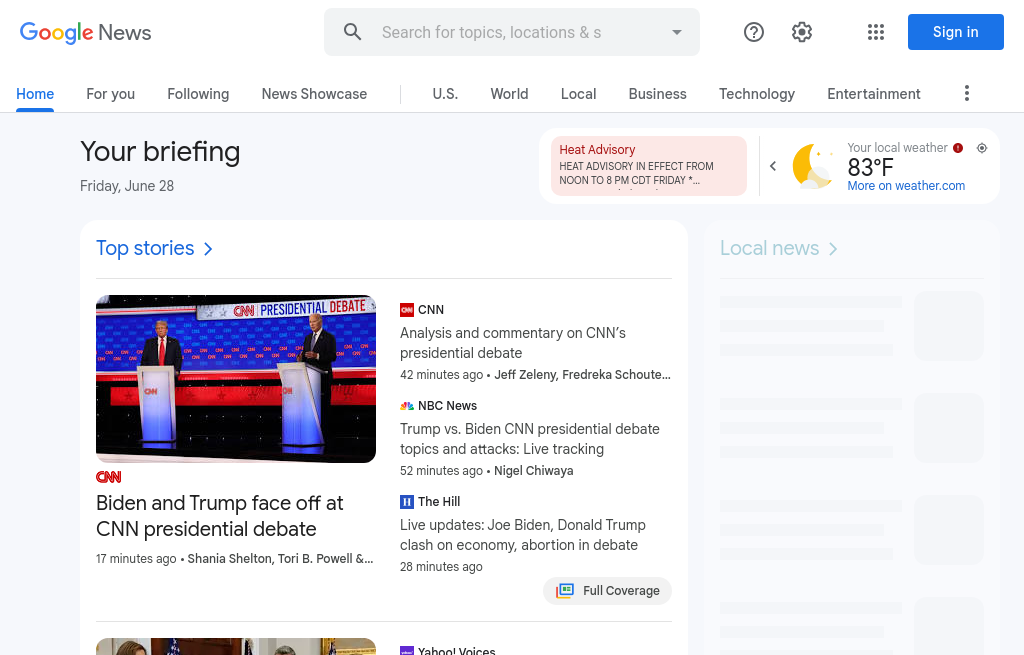 Google News
Search for topics, locations & s
Sign in
Home
For you
Following
News Showcase
U.S.
World
Local
Business
Technology
Entertainment
Your briefing
Friday, June 28
Heat Advisory
HEAT ADVISORY IN EFFECT FROM
NOON TO 8 PM CDT FRIDAY *...
Your local weather
83°F
More on weather.com
Top stories
Local news
CNN PRESIDENTIAL DEBATE
CNN
CNN
CNN
Biden and Trump face off at
CNN presidential debate
17 minutes ago • Shania Shelton, Tori B. Powell &...
CNN
CNN
Analysis and commentary on CNN’s
presidential debate
42 minutes ago • Jeff Zeleny, Fredreka Schoute...
NBC News
Trump vs. Biden CNN presidential debate
topics and attacks: Live tracking
52 minutes ago • Nigel Chiwaya
H The Hill
Live updates: Joe Biden, Donald Trump
clash on economy, abortion in debate
28 minutes ago
Full Coverage
Yahoo! Voices